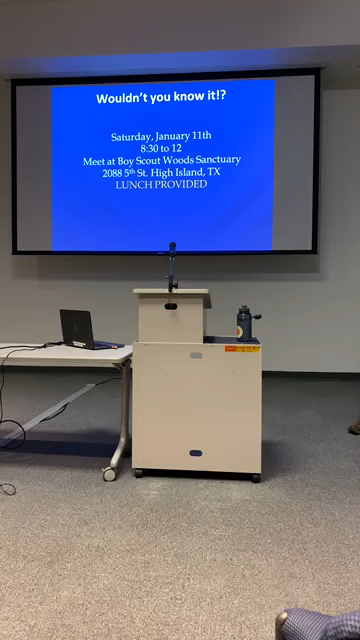 Wouldn't you know it!?
Saturday, January 11th
8:30 to 12
Meet at Boy Scout Woods Sanctuary
2088 5th St. High Island, TX
LUNCH PROVIDED